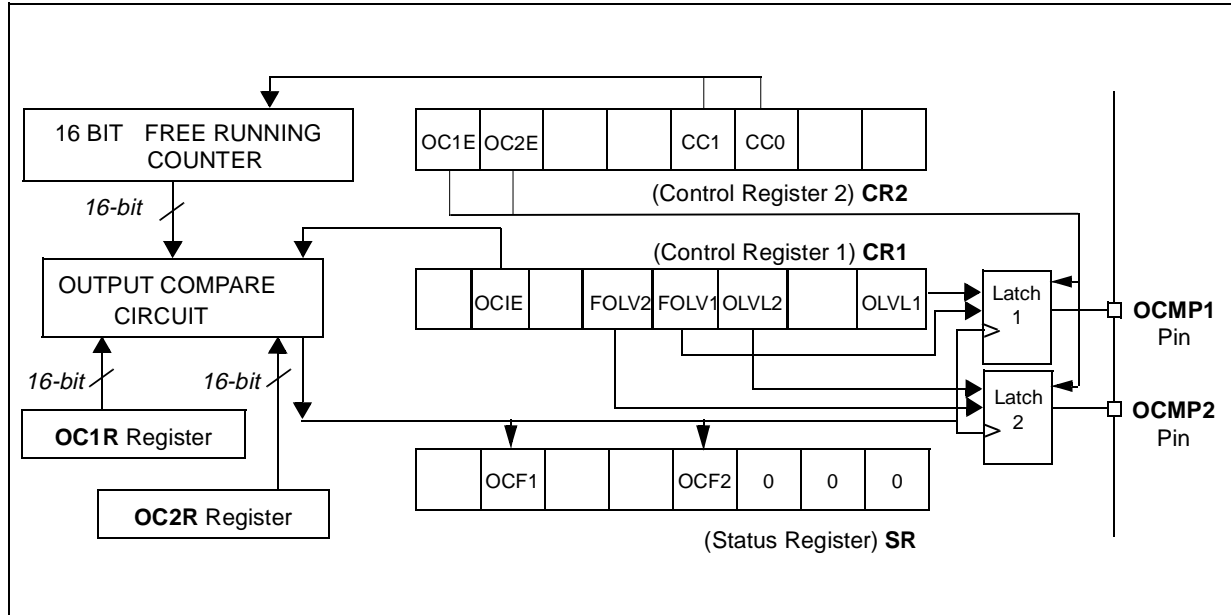 16 BIT FREE RUNNING
COUNTER
OC1E OC2E CC1 CC0
(Control Register 2) CR2
16-bit
(Control Register 1) CR1
OUTPUT COMPARE
CIRCUIT
OCIE FOLV2 FOLV1 OLVL2 OLVL1
Latch
1
OCMP1
Pin
16-bit
16-bit
Latch
2
OCMP2
Pin
OC1R Register
OCF1 OCF2 0 0 0
OC2R Register
(Status Register) SR